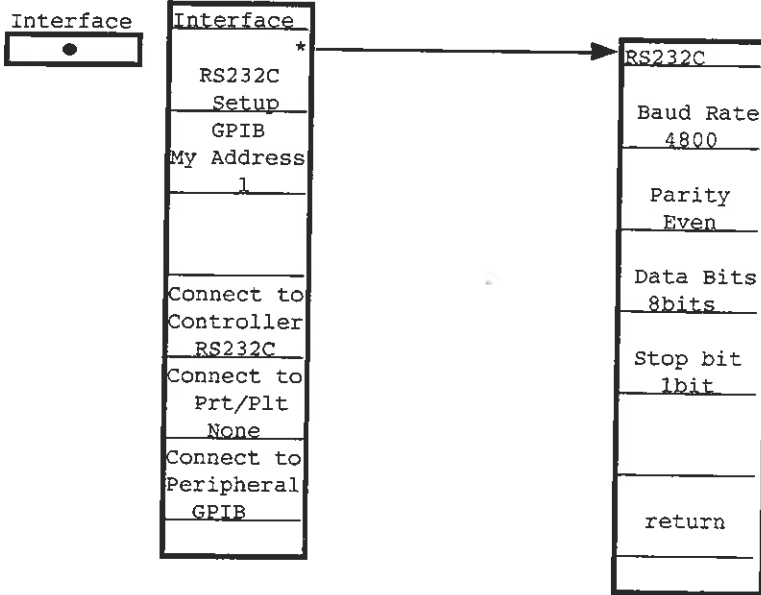 Interface
Interface
*
RS232C
Setup
GPIB
My Address
1
Connect to
Controller
RS232C
Connect to
Prt/Plt
None
Connect to
Peripheral
GPIB
RS232C
Baud Rate
4800
Parity
Even
Data Bits
8bits
Stop bit
1bit
return